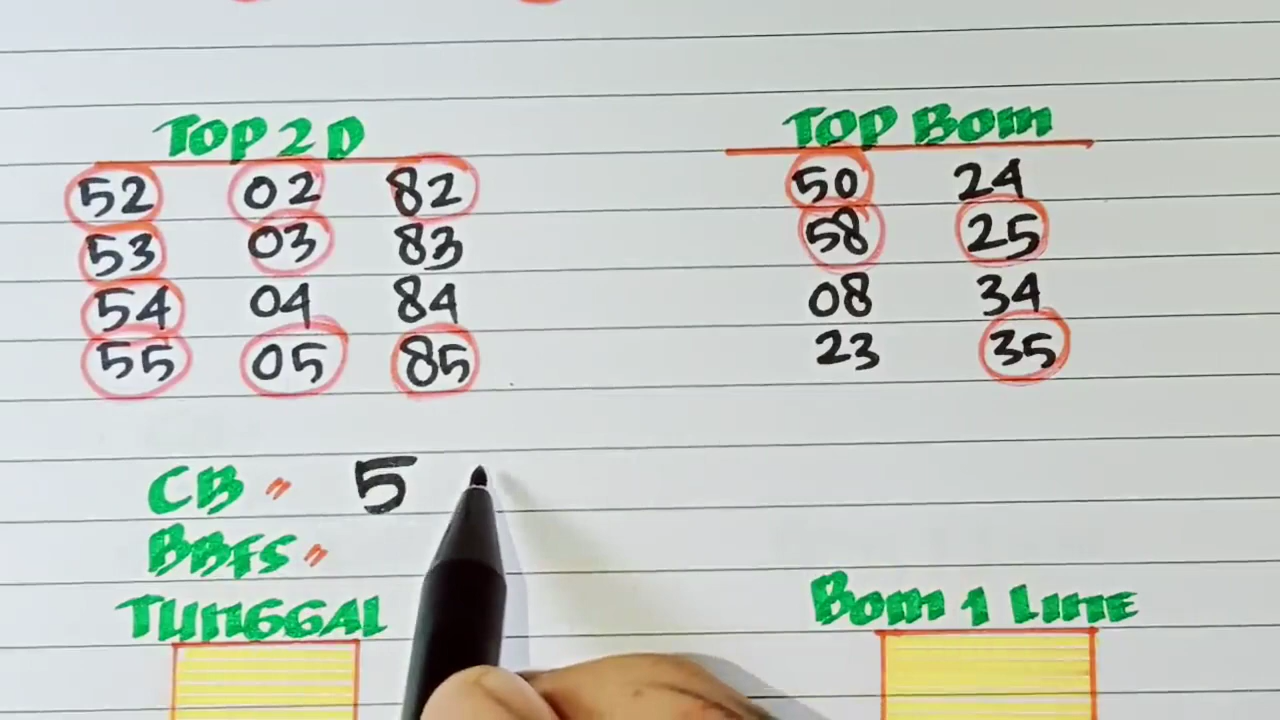 TOP 2 D
52 02 82
53 03 83
54 04 84
55 05 85
TOP BOM
50 24
58 25
08 34
23 35
CB = 5
BBFS =
TUNGGAL
BOM 1 LINE